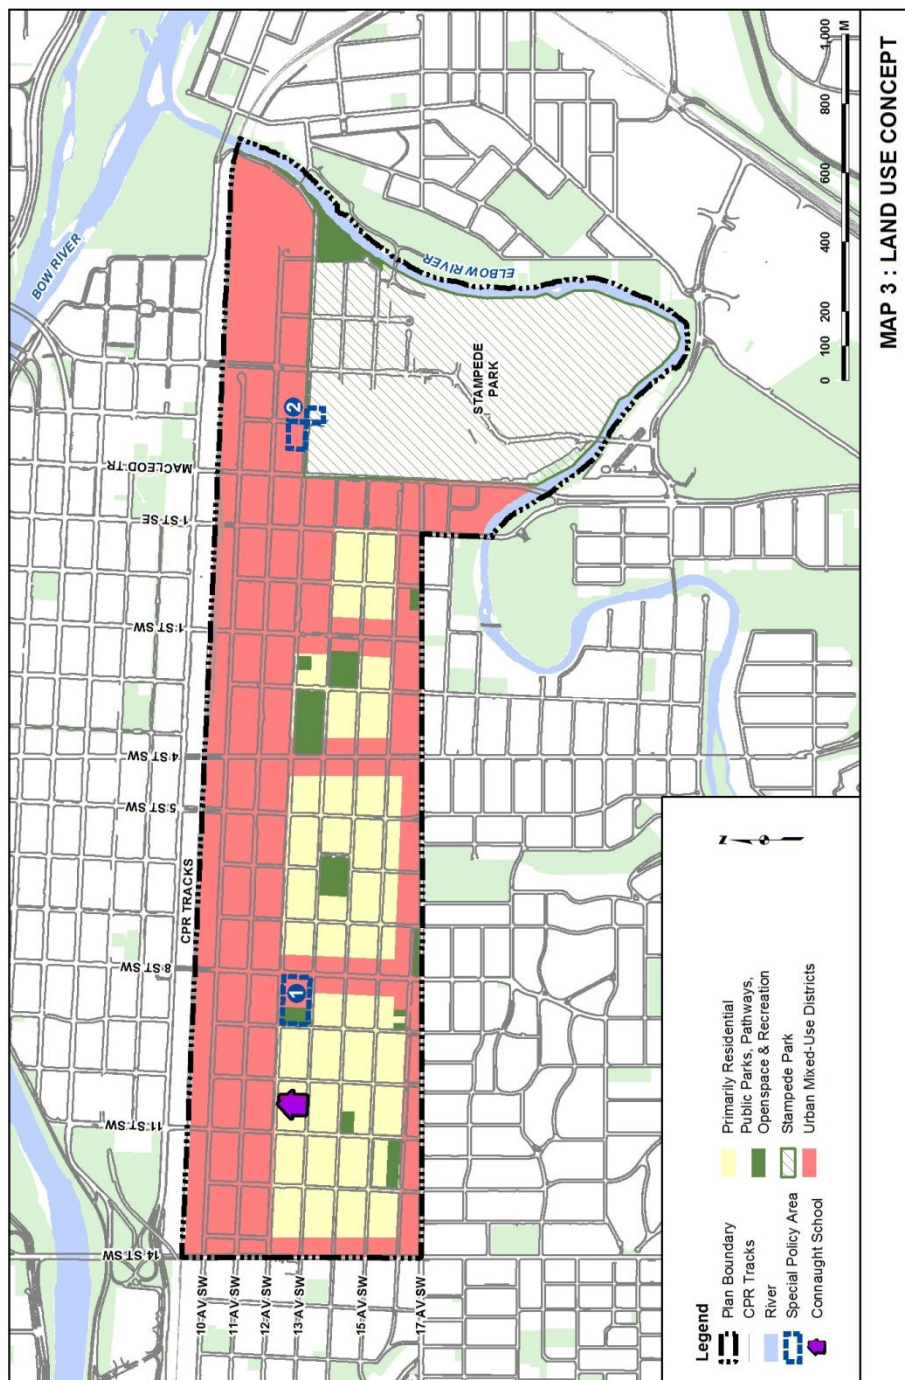 BOW RIVER
ELBOW RIVER
MACLEOD TR
1 ST SE
1 ST SW
4 ST SW
5 ST SW
8 ST SW
11 ST SW
14 ST SW
CPR TRACKS
10 AV SW
11 AV SW
12 AV SW
13 AV SW
15 AV SW
17 AV SW
STAMPEDE
PARK
1
2
Legend
Plan Boundary
CPR Tracks
River
Special Policy Area
Connaught School
Primarily Residential
Public Parks, Pathways,
Openspace & Recreation
Stampede Park
Urban Mixed-Use Districts
N
0 100 200 400 600 800 1,000
M
MAP 3 : LAND USE CONCEPT